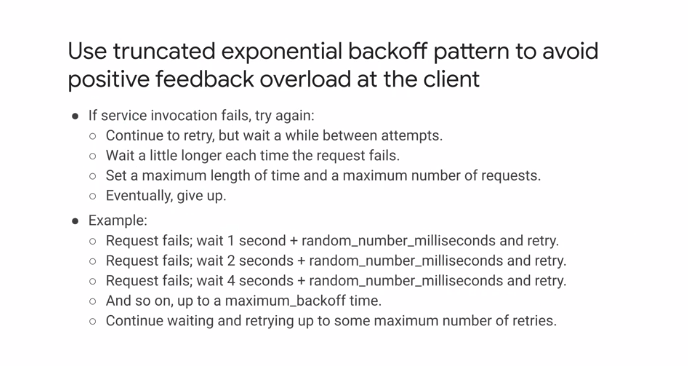 Use truncated exponential backoff pattern to avoid
positive feedback overload at the client
● If service invocation fails, try again:
○ Continue to retry, but wait a while between attempts.
○ Wait a little longer each time the request fails.
○ Set a maximum length of time and a maximum number of requests.
○ Eventually, give up.
● Example:
○ Request fails; wait 1 second + random_number_milliseconds and retry.
○ Request fails; wait 2 seconds + random_number_milliseconds and retry.
○ Request fails; wait 4 seconds + random_number_milliseconds and retry.
○ And so on, up to a maximum_backoff time.
○ Continue waiting and retrying up to some maximum number of retries.